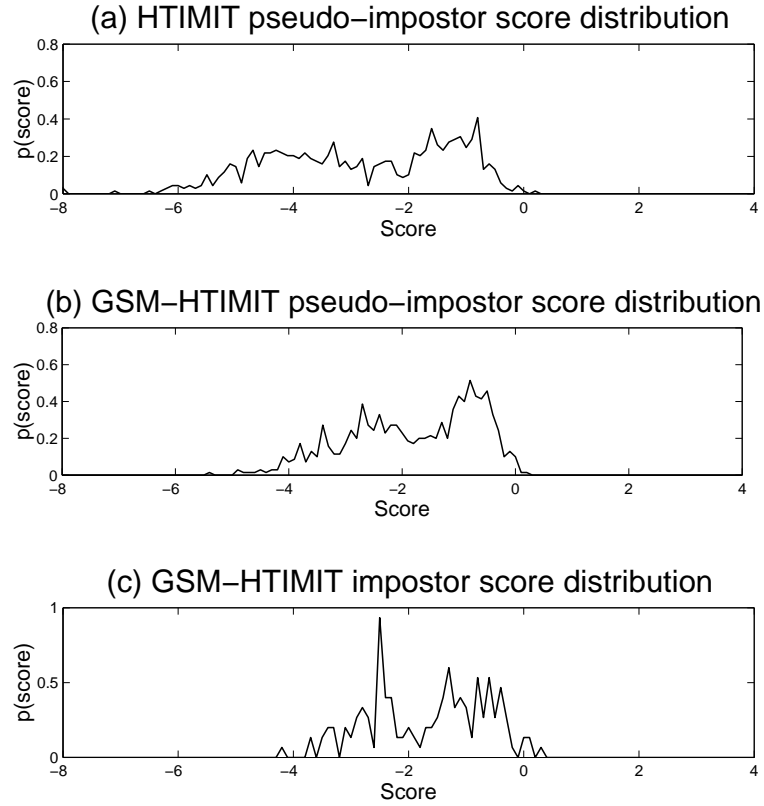 (a) HTIMIT pseudo−impostor score distribution
0.8
0.6
0.4
0.2
0
p(score)
−8 −6 −4 −2 0 2 4
Score
(b) GSM−HTIMIT pseudo−impostor score distribution
0.8
0.6
0.4
0.2
0
p(score)
−8 −6 −4 −2 0 2 4
Score
(c) GSM−HTIMIT impostor score distribution
1
0.5
0
p(score)
−8 −6 −4 −2 0 2 4
Score